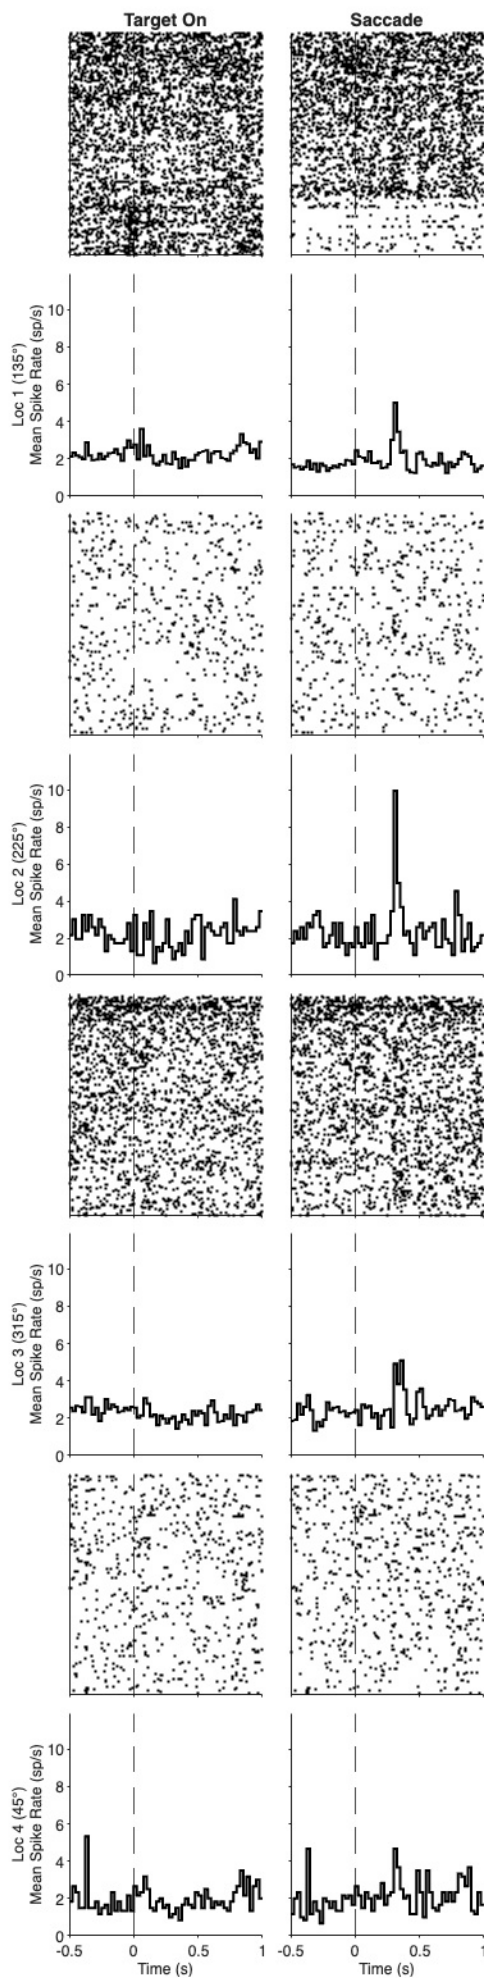 Target On Saccade
Loc 1 (135°)
Mean Spike Rate (sp/s)
10
8
6
4
2
0
Loc 2 (225°)
Mean Spike Rate (sp/s)
10
8
6
4
2
0
Loc 3 (315°)
Mean Spike Rate (sp/s)
10
8
6
4
2
0
Loc 4 (45°)
Mean Spike Rate (sp/s)
10
8
6
4
2
0
-0.5 0 0.5 1 -0.5 0 0.5 1
Time (s) Time (s)